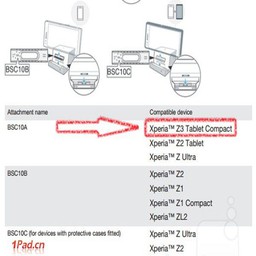 BSC10B
BSC10C
Attachment name Compatible device
BSC10A Xperia™ Z3 Tablet Compact
Xperia™ Z2 Tablet
Xperia™ Z Ultra
BSC10B Xperia™ Z2
Xperia™ Z1
Xperia™ Z1 Compact
Xperia™ ZL2
BSC10C (for devices with protective cases fitted) Xperia™ Z Ultra
Xperia™ Z2
1Pad.cn